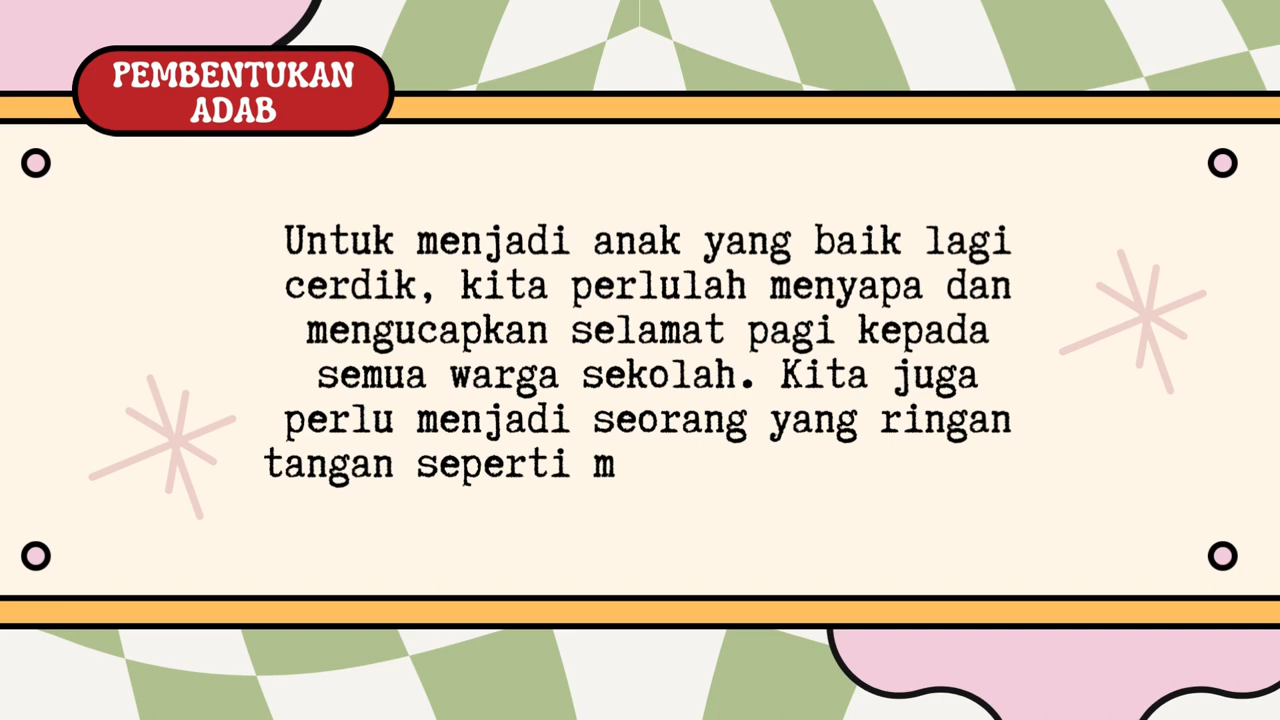 PEMBENTUKAN
ADAB
Untuk menjadi anak yang baik lagi
cerdik, kita perlulah menyapa dan
mengucapkan selamat pagi kepada
semua warga sekolah. Kita juga
perlu menjadi seorang yang ringan
tangan seperti m